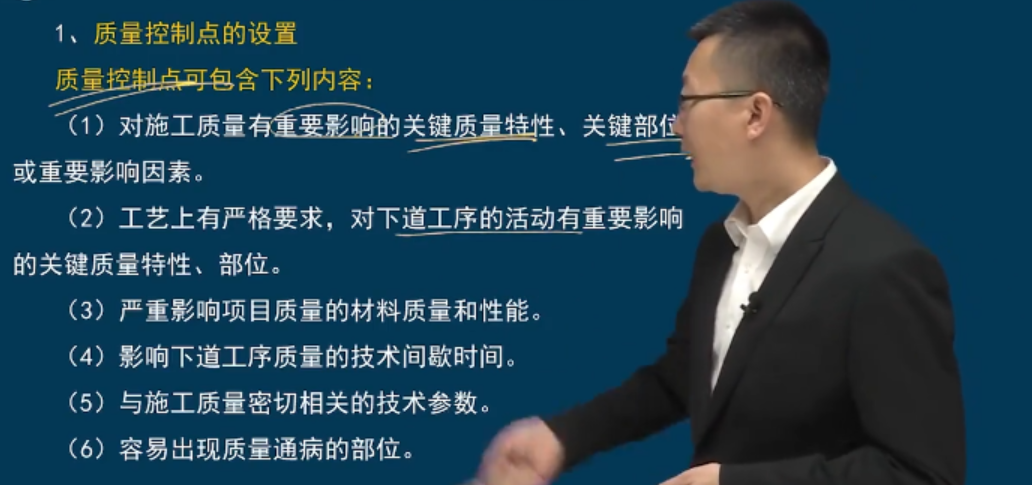 1、质量控制点的设置
质量控制点可包含下列内容：
（1）对施工质量有重要影响的关键质量特性、关键部位
或重要影响因素。
（2）工艺上有严格要求，对下道工序的活动有重要影响
的关键质量特性、部位。
（3）严重影响项目质量的材料质量和性能。
（4）影响下道工序质量的技术间歇时间。
（5）与施工质量密切相关的技术参数。
（6）容易出现质量通病的部位。